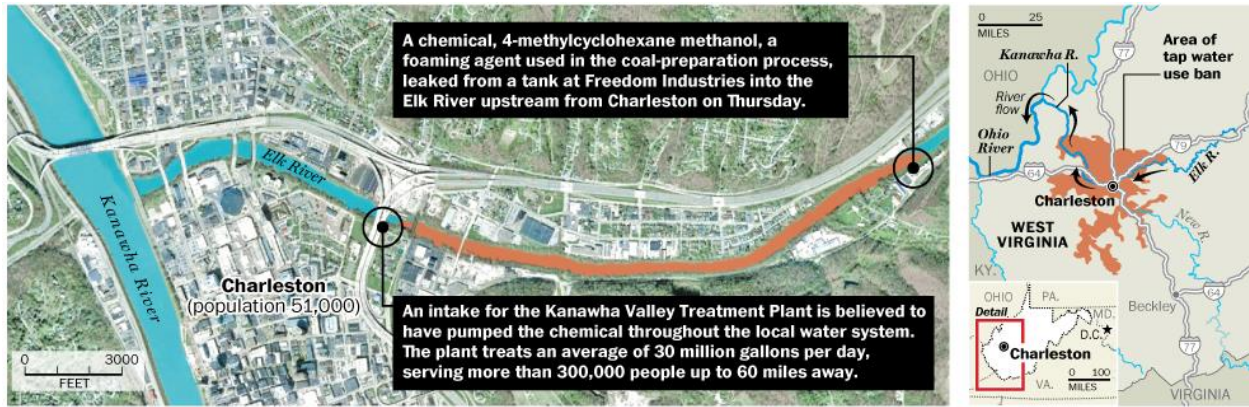 A chemical, 4-methylcyclohexane methanol, a
foaming agent used in the coal-preparation process,
leaked from a tank at Freedom Industries into the
Elk River upstream from Charleston on Thursday.
Elk River
Kanawha River
Charleston
(population 51,000)
An intake for the Kanawha Valley Treatment Plant is believed to
have pumped the chemical throughout the local water system.
The plant treats an average of 30 million gallons per day,
serving more than 300,000 people up to 60 miles away.
0 3000
FEET
0 25
MILES
77
Kanawha R.
Area of
tap water
use ban
OHIO
River
flow
Ohio
River
79
64
Elk R.
Charleston
WEST
VIRGINIA
New R.
KY.
64
Beckley
77
VIRGINIA
OHIO
PA.
Detail
MD.
D.C.
Charleston
0 100
MILES
VA.